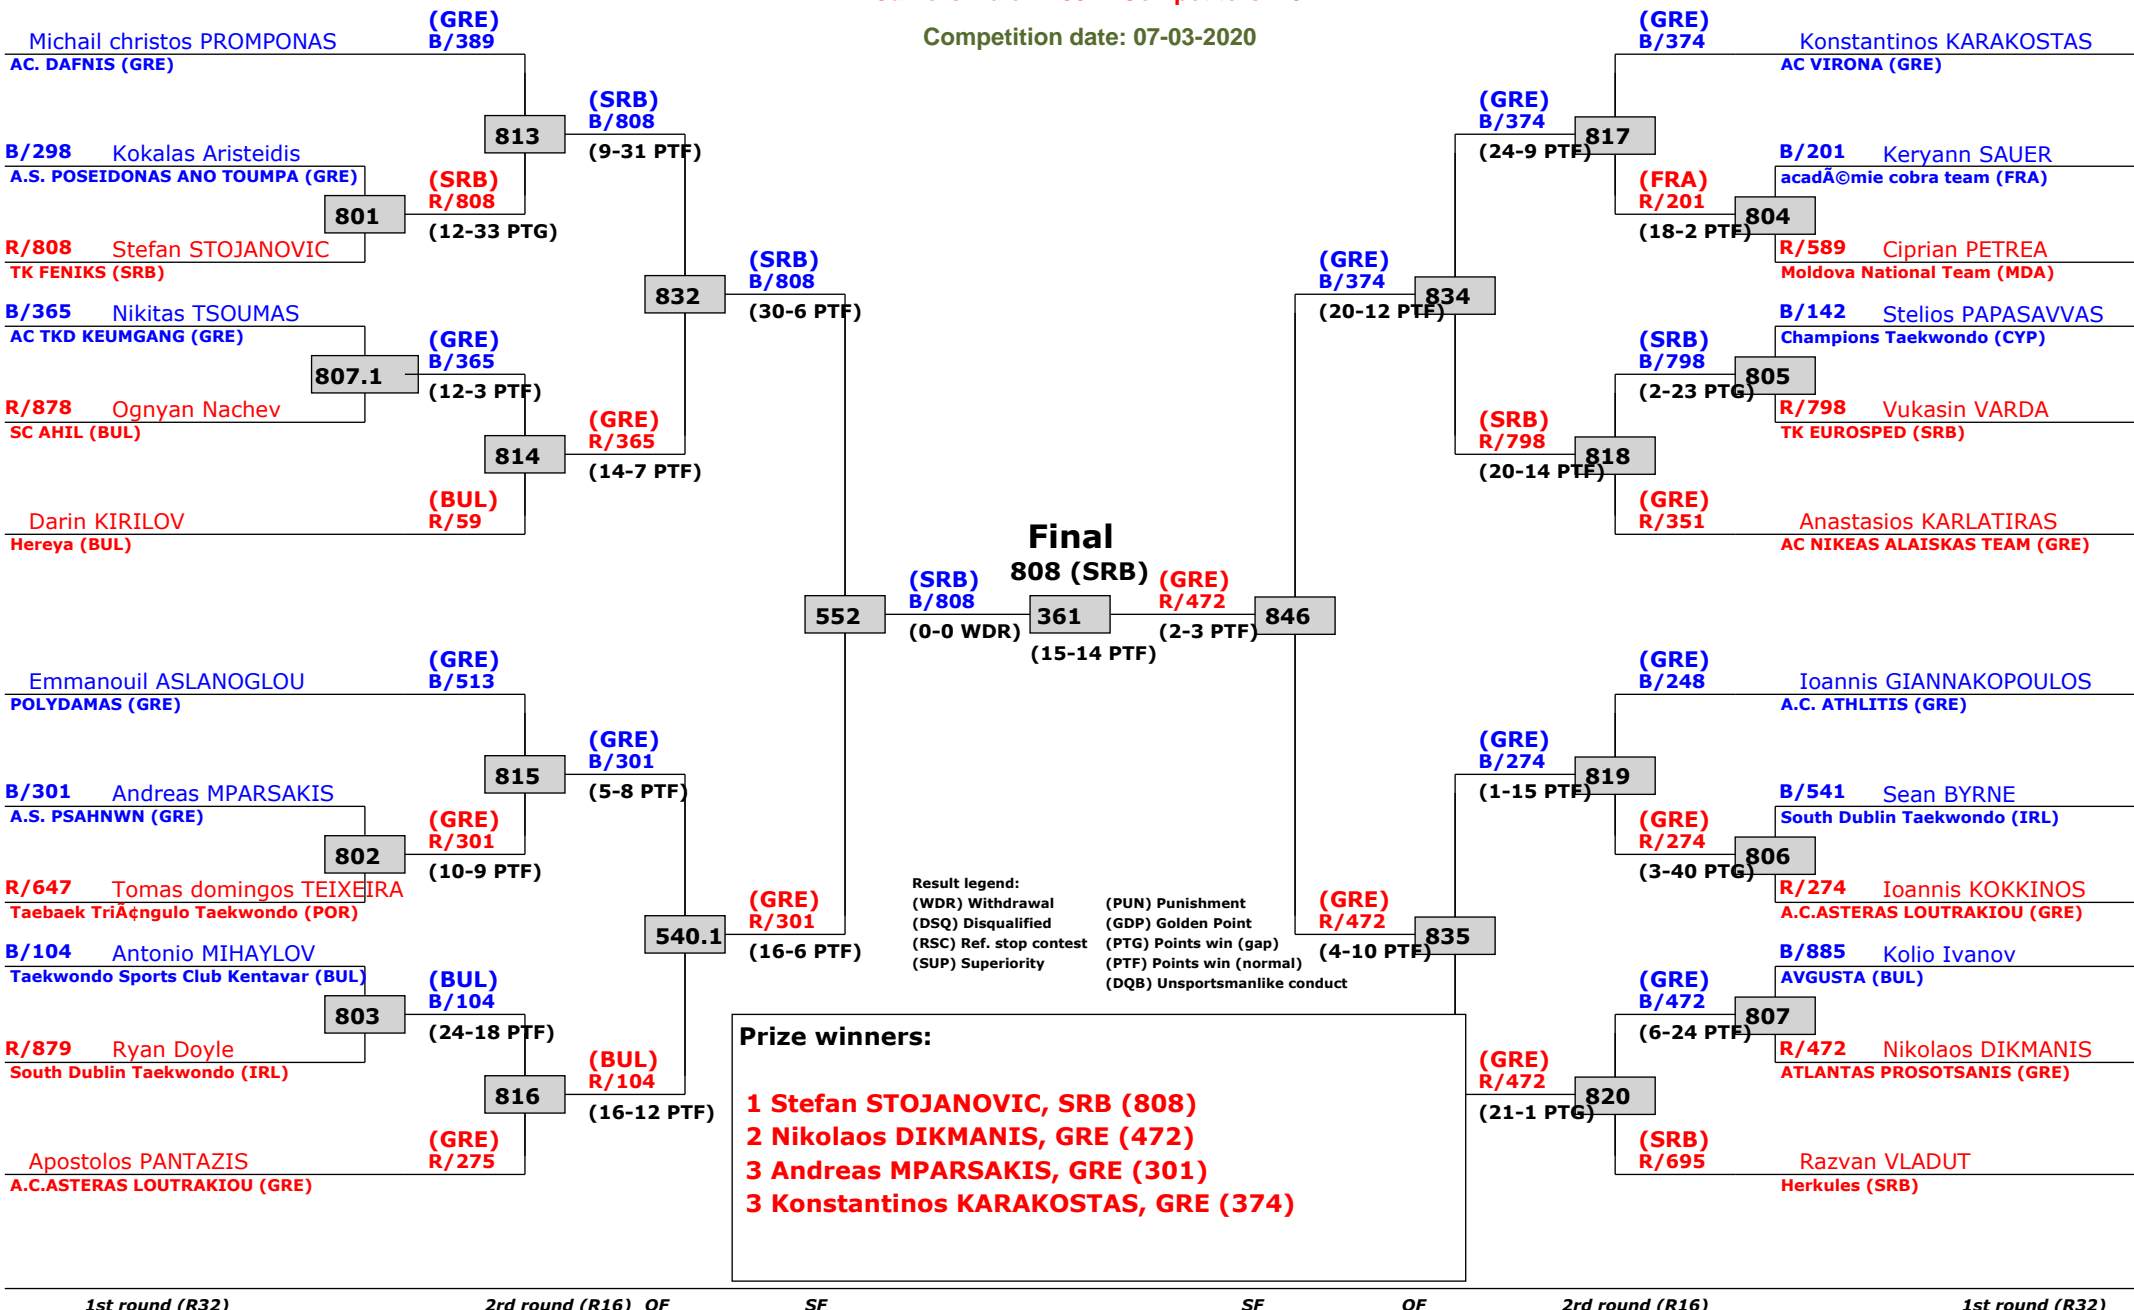 Competition date: 07-03-2020
(GRE)
Michail christos PROMPONAS B/389
AC. DAFNIS (GRE)
(SRB)
B/808
813
(9-31 PTF)
B/298 Kokalas Aristeidis
A.S. POSEIDONAS ANO TOUMPA (GRE)
(SRB)
R/808
801
(12-33 PTG)
R/808 Stefan STOJANOVIC
TK FENIKS (SRB)
(SRB)
B/808
832
(30-6 PTF)
B/365 Nikitas TSOUMAS
AC TKD KEUMGANG (GRE)
(GRE)
B/365
807.1
(12-3 PTF)
R/878 Ognyan Nachev
SC AHIL (BUL)
(GRE)
R/365
814
(14-7 PTF)
(BUL)
Darin KIRILOV R/59
Hereya (BUL)
Final
808 (SRB)
(SRB)
B/808
552
(0-0 WDR)
361
(15-14 PTF)
(GRE)
R/472
846
(2-3 PTF)
(GRE)
Emmanouil ASLANOGLOU B/513
POLYDAMAS (GRE)
(GRE)
B/301
815
(5-8 PTF)
B/301 Andreas MPARSAKIS
A.S. PSAHNWN (GRE)
(GRE)
R/301
802
(10-9 PTF)
R/647 Tomas domingos TEIXEIRA
Taebaek TriÃ¢ngulo Taekwondo (POR)
(GRE)
R/301
540.1
(16-6 PTF)
B/104 Antonio MIHAYLOV
Taekwondo Sports Club Kentavar (BUL)
(BUL)
B/104
803
(24-18 PTF)
R/879 Ryan Doyle
South Dublin Taekwondo (IRL)
(BUL)
R/104
816
(16-12 PTF)
(GRE)
Apostolos PANTAZIS R/275
A.C.ASTERAS LOUTRAKIOU (GRE)
(GRE)
B/374 Konstantinos KARAKOSTAS
AC VIRONA (GRE)
(GRE)
B/374
817
(24-9 PTF)
B/201 Keryann SAUER
acadÃ©mie cobra team (FRA)
(FRA)
R/201
804
(18-2 PTF)
R/589 Ciprian PETREA
Moldova National Team (MDA)
(GRE)
B/374
834
(20-12 PTF)
B/142 Stelios PAPASAVVAS
Champions Taekwondo (CYP)
(SRB)
B/798
805
(2-23 PTG)
R/798 Vukasin VARDA
TK EUROSPED (SRB)
(SRB)
R/798
818
(20-14 PTF)
(GRE)
R/351 Anastasios KARLATIRAS
AC NIKEAS ALAISKAS TEAM (GRE)
(GRE)
B/248 Ioannis GIANNAKOPOULOS
A.C. ATHLITIS (GRE)
(GRE)
B/274
819
(1-15 PTF)
B/541 Sean BYRNE
South Dublin Taekwondo (IRL)
(GRE)
R/274
806
(3-40 PTG)
R/274 Ioannis KOKKINOS
A.C.ASTERAS LOUTRAKIOU (GRE)
(GRE)
R/472
835
(4-10 PTF)
B/885 Kolio Ivanov
AVGUSTA (BUL)
(GRE)
B/472
807
(6-24 PTF)
R/472 Nikolaos DIKMANIS
ATLANTAS PROSOTSANIS (GRE)
(GRE)
R/472
820
(21-1 PTG)
(SRB)
R/695 Razvan VLADUT
Herkules (SRB)
Result legend:
(WDR) Withdrawal (PUN) Punishment
(DSQ) Disqualified (GDP) Golden Point
(RSC) Ref. stop contest (PTG) Points win (gap)
(SUP) Superiority (PTF) Points win (normal)
(DQB) Unsportsmanlike conduct
Prize winners:
1 Stefan STOJANOVIC, SRB (808)
2 Nikolaos DIKMANIS, GRE (472)
3 Andreas MPARSAKIS, GRE (301)
3 Konstantinos KARAKOSTAS, GRE (374)
1st round (R32) 2rd round (R16) QF SF SF QF 2rd round (R16) 1st round (R32)